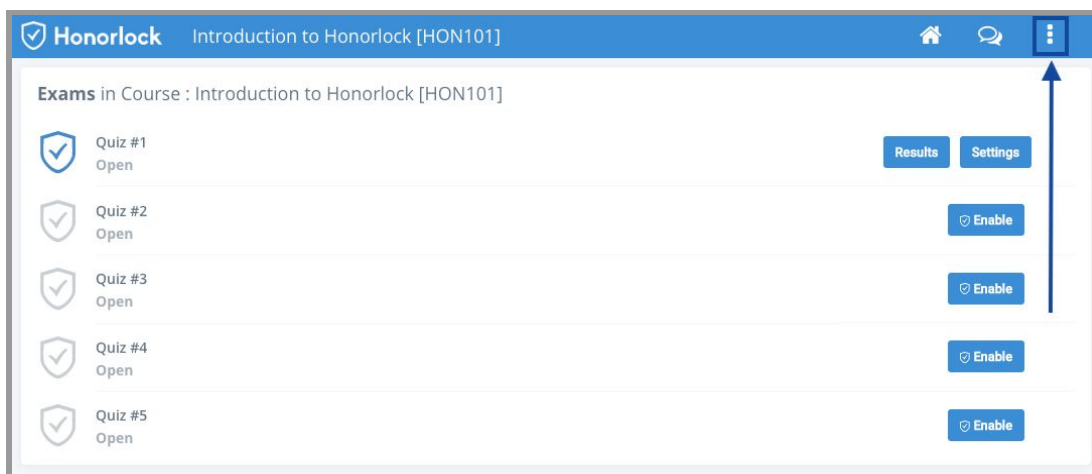 Honorlock Introduction to Honorlock [HON101]
Exams in Course : Introduction to Honorlock [HON101]
Quiz #1
Open
Results Settings
Quiz #2
Open
Enable
Quiz #3
Open
Enable
Quiz #4
Open
Enable
Quiz #5
Open
Enable